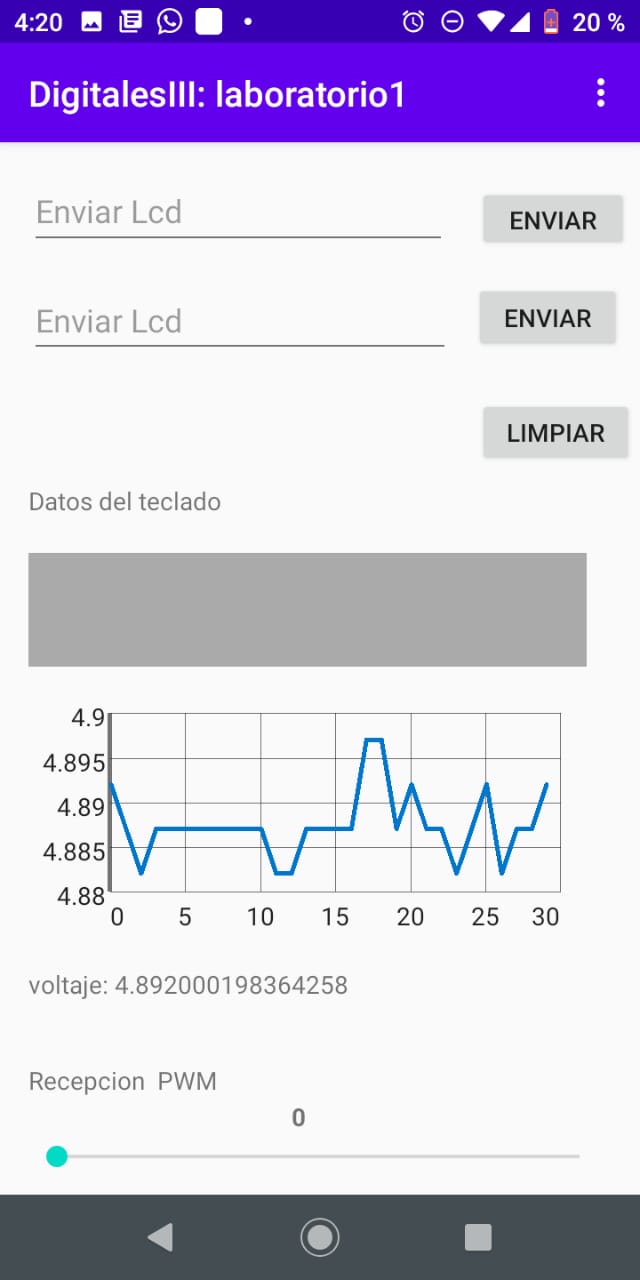 4:20 20 %
DigitalesIII: laboratorio1
Enviar Lcd ENVIAR
Enviar Lcd ENVIAR
LIMPIAR
Datos del teclado
4.9
4.895
4.89
4.885
4.88
0 5 10 15 20 25 30
voltaje: 4.892000198364258
Recepcion  PWM
0